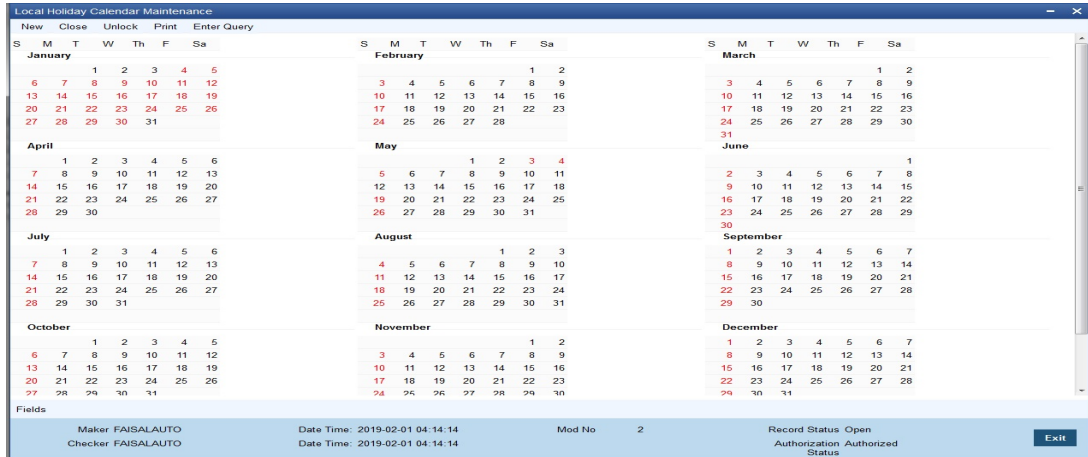 Local Holiday Calendar Maintenance
New Close Unlock Print Enter Query
S M T W Th F Sa S M T W Th F Sa S M T W Th F Sa
January February March
1 2 3 4 5 1 2 1 2
6 7 8 9 10 11 12 3 4 5 6 7 8 9 3 4 5 6 7 8 9
13 14 15 16 17 18 19 10 11 12 13 14 15 16 10 11 12 13 14 15 16
20 21 22 23 24 25 26 17 18 19 20 21 22 23 17 18 19 20 21 22 23
27 28 29 30 31 24 25 26 27 28 24 25 26 27 28 29 30
31
April May June
1 2 3 4 5 6 1 2 3 4 1
7 8 9 10 11 12 13 5 6 7 8 9 10 11 2 3 4 5 6 7 8
14 15 16 17 18 19 20 12 13 14 15 16 17 18 9 10 11 12 13 14 15
21 22 23 24 25 26 27 19 20 21 22 23 24 25 16 17 18 19 20 21 22
28 29 30 26 27 28 29 30 31 23 24 25 26 27 28 29
30
July August September
1 2 3 4 5 6 1 2 3 1 2 3 4 5 6 7
7 8 9 10 11 12 13 4 5 6 7 8 9 10 8 9 10 11 12 13 14
14 15 16 17 18 19 20 11 12 13 14 15 16 17 15 16 17 18 19 20 21
21 22 23 24 25 26 27 18 19 20 21 22 23 24 22 23 24 25 26 27 28
28 29 30 31 25 26 27 28 29 30 31 29 30
October November December
1 2 3 4 5 1 2 1 2 3 4 5 6 7
6 7 8 9 10 11 12 3 4 5 6 7 8 9 8 9 10 11 12 13 14
13 14 15 16 17 18 19 10 11 12 13 14 15 16 15 16 17 18 19 20 21
20 21 22 23 24 25 26 17 18 19 20 21 22 23 22 23 24 25 26 27 28
27 28 29 30 31 24 25 26 27 28 29 30 29 30 31
Fields
Maker FAISALAUTO Date Time: 2019-02-01 04:14:14 Mod No 2 Record Status Open
Checker FAISALAUTO Date Time: 2019-02-01 04:14:14 Authorization Authorized
Status
Exit